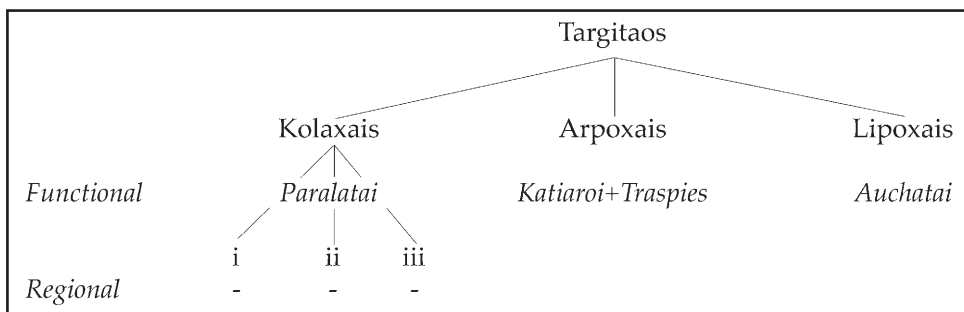 Targitaos
Kolaxais Arpoxais Lipoxais
Functional Paralatai Katiaroi+Traspies Auchatai
i ii iii
Regional - - -